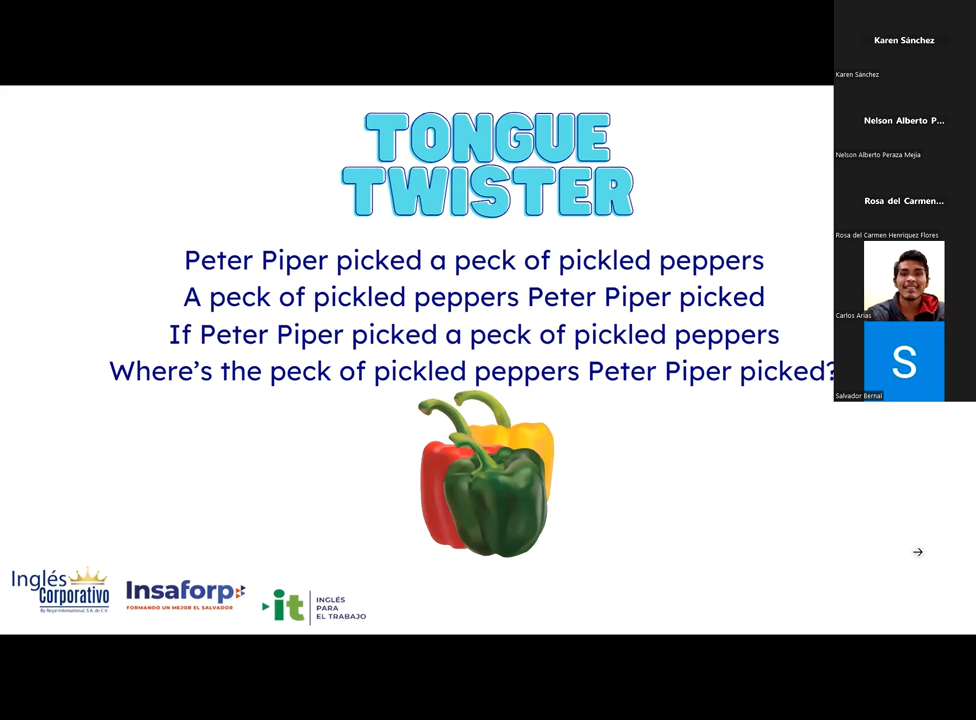 TONGUE
TWISTER
Peter Piper picked a peck of pickled peppers
A peck of pickled peppers Peter Piper picked
If Peter Piper picked a peck of pickled peppers
Where's the peck of pickled peppers Peter Piper picked?
Karen Sánchez
Karen Sánchez
Nelson Alberto P...
Nelson Alberto Peraza Mejia
Rosa del Carmen...
Rosa del Carmen Henriquez Flores
Carlos Arias
S
Salvador Bernal
Inglés
Corporativo
By Regal International, S.A. de C.V.
Insaforp
FORMANDO UN MEJOR EL SALVADOR
it
INGLÉS
PARA
EL TRABAJO